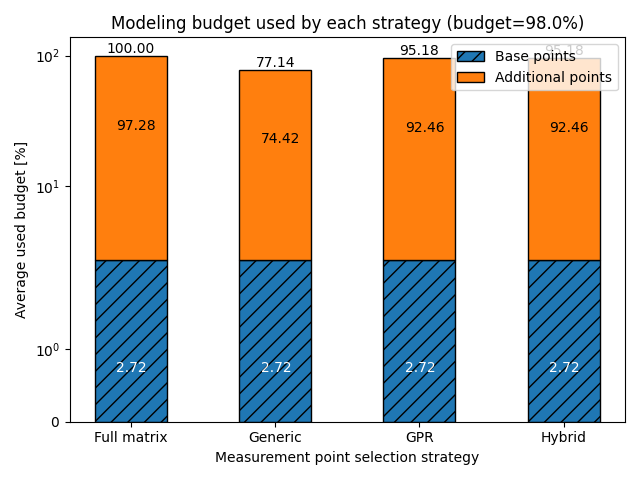 Modeling budget used by each strategy (budget=98.0%)
Average used budget [%]
10²
10¹
10⁰
0
100.00
77.14
95.18
95.18
Base points
Additional points
97.28
74.42
92.46
92.46
2.72
2.72
2.72
2.72
Full matrix
Generic
GPR
Hybrid
Measurement point selection strategy